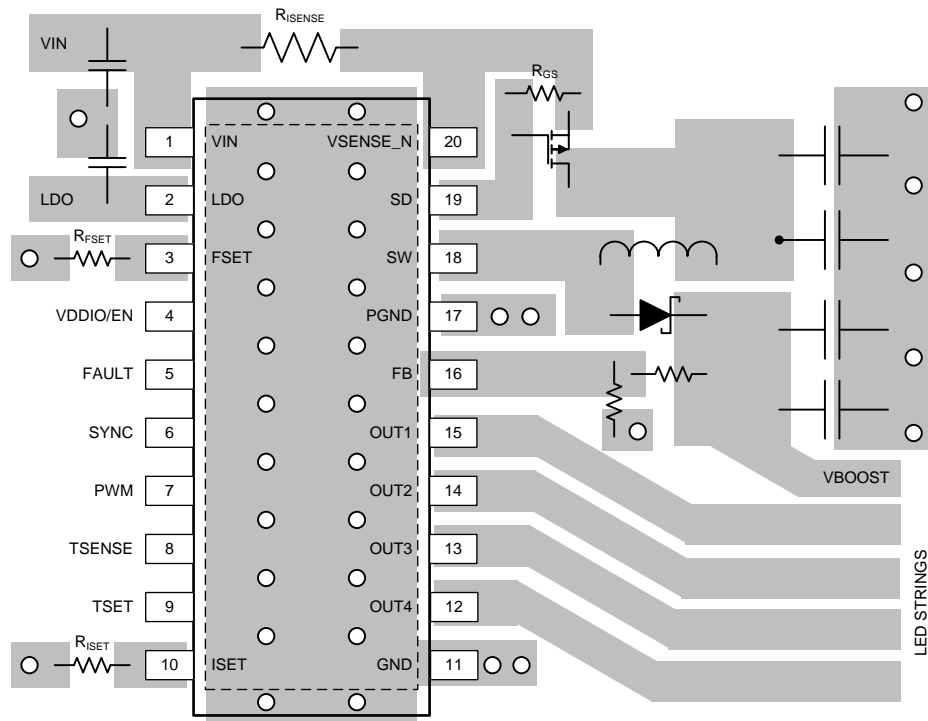 RISENSE
VIN
RGS
1 VIN VSENSE_N 20
LDO 2 LDO SD 19
RFSET
3 FSET SW 18
VDDIO/EN 4 PGND 17
FAULT 5 FB 16
SYNC 6 OUT1 15
VBOOST
PWM 7 OUT2 14
TSENSE 8 OUT3 13
TSET 9 OUT4 12
LED STRINGS
RISET
10 ISET GND 11